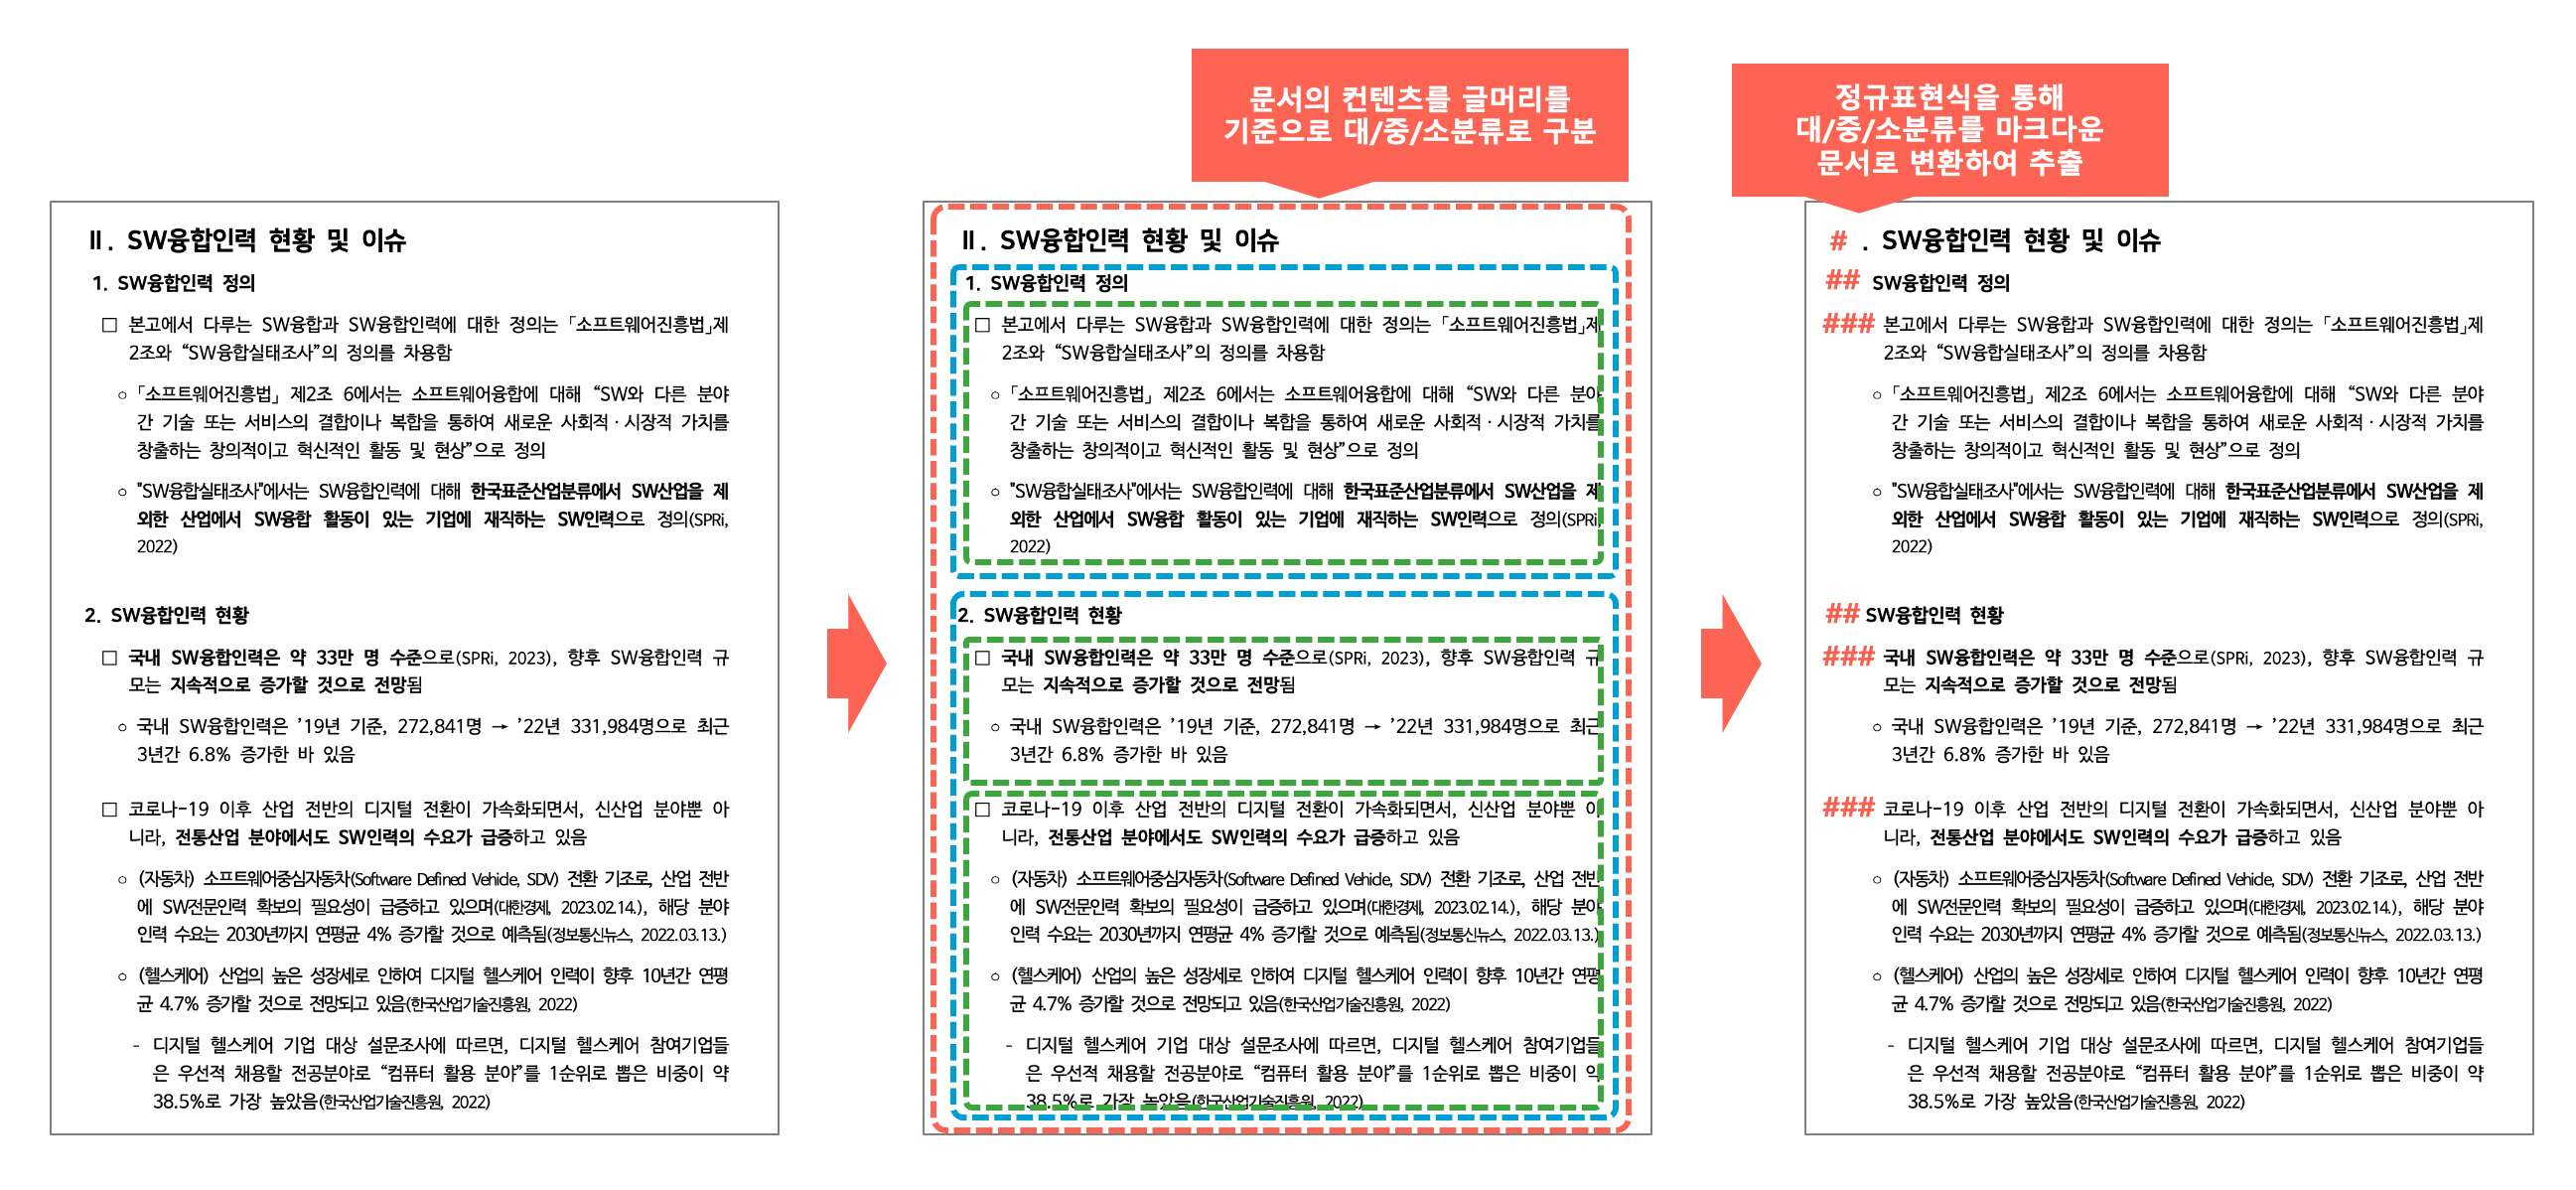 문서의 컨텐츠를 글머리를
기준으로 대/중/소분류로 구분
정규표현식을 통해
대/중/소분류를 마크다운
문서로 변환하여 추출
Ⅱ. SW융합인력 현황 및 이슈
1. SW융합인력 정의
□ 본고에서 다루는 SW융합과 SW융합인력에 대한 정의는 「소프트웨어진흥법」제
2조와 “SW융합실태조사”의 정의를 차용함
○ 「소프트웨어진흥법」 제2조 6에서는 소프트웨어융합에 대해 “SW와 다른 분야
간 기술 또는 서비스의 결합이나 복합을 통하여 새로운 사회적·시장적 가치를
창출하는 창의적이고 혁신적인 활동 및 현상”으로 정의
○ "SW융합실태조사"에서는 SW융합인력에 대해 한국표준산업분류에서 SW산업을 제
외한 산업에서 SW융합 활동이 있는 기업에 재직하는 SW인력으로 정의(SPRi,
2022)
2. SW융합인력 현황
□ 국내 SW융합인력은 약 33만 명 수준으로(SPRi, 2023), 향후 SW융합인력 규
모는 지속적으로 증가할 것으로 전망됨
○ 국내 SW융합인력은 ’19년 기준, 272,841명 → ’22년 331,984명으로 최근
3년간 6.8% 증가한 바 있음
□ 코로나-19 이후 산업 전반의 디지털 전환이 가속화되면서, 신산업 분야뿐 아
니라, 전통산업 분야에서도 SW인력의 수요가 급증하고 있음
○ (자동차) 소프트웨어중심자동차(Software Defined Vehicle, SDV) 전환 기조로, 산업 전반
에 SW전문인력 확보의 필요성이 급증하고 있으며(대한경제, 2023.02.14.), 해당 분야
인력 수요는 2030년까지 연평균 4% 증가할 것으로 예측됨(정보통신뉴스, 2022.03.13.)
○ (헬스케어) 산업의 높은 성장세로 인하여 디지털 헬스케어 인력이 향후 10년간 연평
균 4.7% 증가할 것으로 전망되고 있음(한국산업기술진흥원, 2022)
- 디지털 헬스케어 기업 대상 설문조사에 따르면, 디지털 헬스케어 참여기업들
은 우선적 채용할 전공분야로 “컴퓨터 활용 분야”를 1순위로 뽑은 비중이 약
38.5%로 가장 높았음(한국산업기술진흥원, 2022)
Ⅱ. SW융합인력 현황 및 이슈
1. SW융합인력 정의
□ 본고에서 다루는 SW융합과 SW융합인력에 대한 정의는 「소프트웨어진흥법」제
2조와 “SW융합실태조사”의 정의를 차용함
○ 「소프트웨어진흥법」 제2조 6에서는 소프트웨어융합에 대해 “SW와 다른 분야
간 기술 또는 서비스의 결합이나 복합을 통하여 새로운 사회적·시장적 가치를
창출하는 창의적이고 혁신적인 활동 및 현상”으로 정의
○ "SW융합실태조사"에서는 SW융합인력에 대해 한국표준산업분류에서 SW산업을 제
외한 산업에서 SW융합 활동이 있는 기업에 재직하는 SW인력으로 정의(SPRi,
2022)
2. SW융합인력 현황
□ 국내 SW융합인력은 약 33만 명 수준으로(SPRi, 2023), 향후 SW융합인력 규
모는 지속적으로 증가할 것으로 전망됨
○ 국내 SW융합인력은 ’19년 기준, 272,841명 → ’22년 331,984명으로 최근
3년간 6.8% 증가한 바 있음
□ 코로나-19 이후 산업 전반의 디지털 전환이 가속화되면서, 신산업 분야뿐 아
니라, 전통산업 분야에서도 SW인력의 수요가 급증하고 있음
○ (자동차) 소프트웨어중심자동차(Software Defined Vehicle, SDV) 전환 기조로, 산업 전반
에 SW전문인력 확보의 필요성이 급증하고 있으며(대한경제, 2023.02.14.), 해당 분야
인력 수요는 2030년까지 연평균 4% 증가할 것으로 예측됨(정보통신뉴스, 2022.03.13.)
○ (헬스케어) 산업의 높은 성장세로 인하여 디지털 헬스케어 인력이 향후 10년간 연평
균 4.7% 증가할 것으로 전망되고 있음(한국산업기술진흥원, 2022)
- 디지털 헬스케어 기업 대상 설문조사에 따르면, 디지털 헬스케어 참여기업들
은 우선적 채용할 전공분야로 “컴퓨터 활용 분야”를 1순위로 뽑은 비중이 약
38.5%로 가장 높았음(한국산업기술진흥원, 2022)
# . SW융합인력 현황 및 이슈
## SW융합인력 정의
### 본고에서 다루는 SW융합과 SW융합인력에 대한 정의는 「소프트웨어진흥법」제
2조와 “SW융합실태조사”의 정의를 차용함
○ 「소프트웨어진흥법」 제2조 6에서는 소프트웨어융합에 대해 “SW와 다른 분야
간 기술 또는 서비스의 결합이나 복합을 통하여 새로운 사회적·시장적 가치를
창출하는 창의적이고 혁신적인 활동 및 현상”으로 정의
○ "SW융합실태조사"에서는 SW융합인력에 대해 한국표준산업분류에서 SW산업을 제
외한 산업에서 SW융합 활동이 있는 기업에 재직하는 SW인력으로 정의(SPRi,
2022)
## SW융합인력 현황
### 국내 SW융합인력은 약 33만 명 수준으로(SPRi, 2023), 향후 SW융합인력 규
모는 지속적으로 증가할 것으로 전망됨
○ 국내 SW융합인력은 ’19년 기준, 272,841명 → ’22년 331,984명으로 최근
3년간 6.8% 증가한 바 있음
### 코로나-19 이후 산업 전반의 디지털 전환이 가속화되면서, 신산업 분야뿐 아
니라, 전통산업 분야에서도 SW인력의 수요가 급증하고 있음
○ (자동차) 소프트웨어중심자동차(Software Defined Vehicle, SDV) 전환 기조로, 산업 전반
에 SW전문인력 확보의 필요성이 급증하고 있으며(대한경제, 2023.02.14.), 해당 분야
인력 수요는 2030년까지 연평균 4% 증가할 것으로 예측됨(정보통신뉴스, 2022.03.13.)
○ (헬스케어) 산업의 높은 성장세로 인하여 디지털 헬스케어 인력이 향후 10년간 연평
균 4.7% 증가할 것으로 전망되고 있음(한국산업기술진흥원, 2022)
- 디지털 헬스케어 기업 대상 설문조사에 따르면, 디지털 헬스케어 참여기업들
은 우선적 채용할 전공분야로 “컴퓨터 활용 분야”를 1순위로 뽑은 비중이 약
38.5%로 가장 높았음(한국산업기술진흥원, 2022)